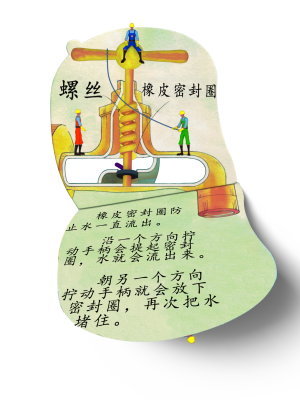 螺丝
橡皮密封圈
橡皮密封圈防
止水一直流出。
沿一个方向拧
动手柄会提起密封
圈，水就会流出来。
朝另一个方向
拧动手柄就会放下
密封圈，再次把水
堵住。